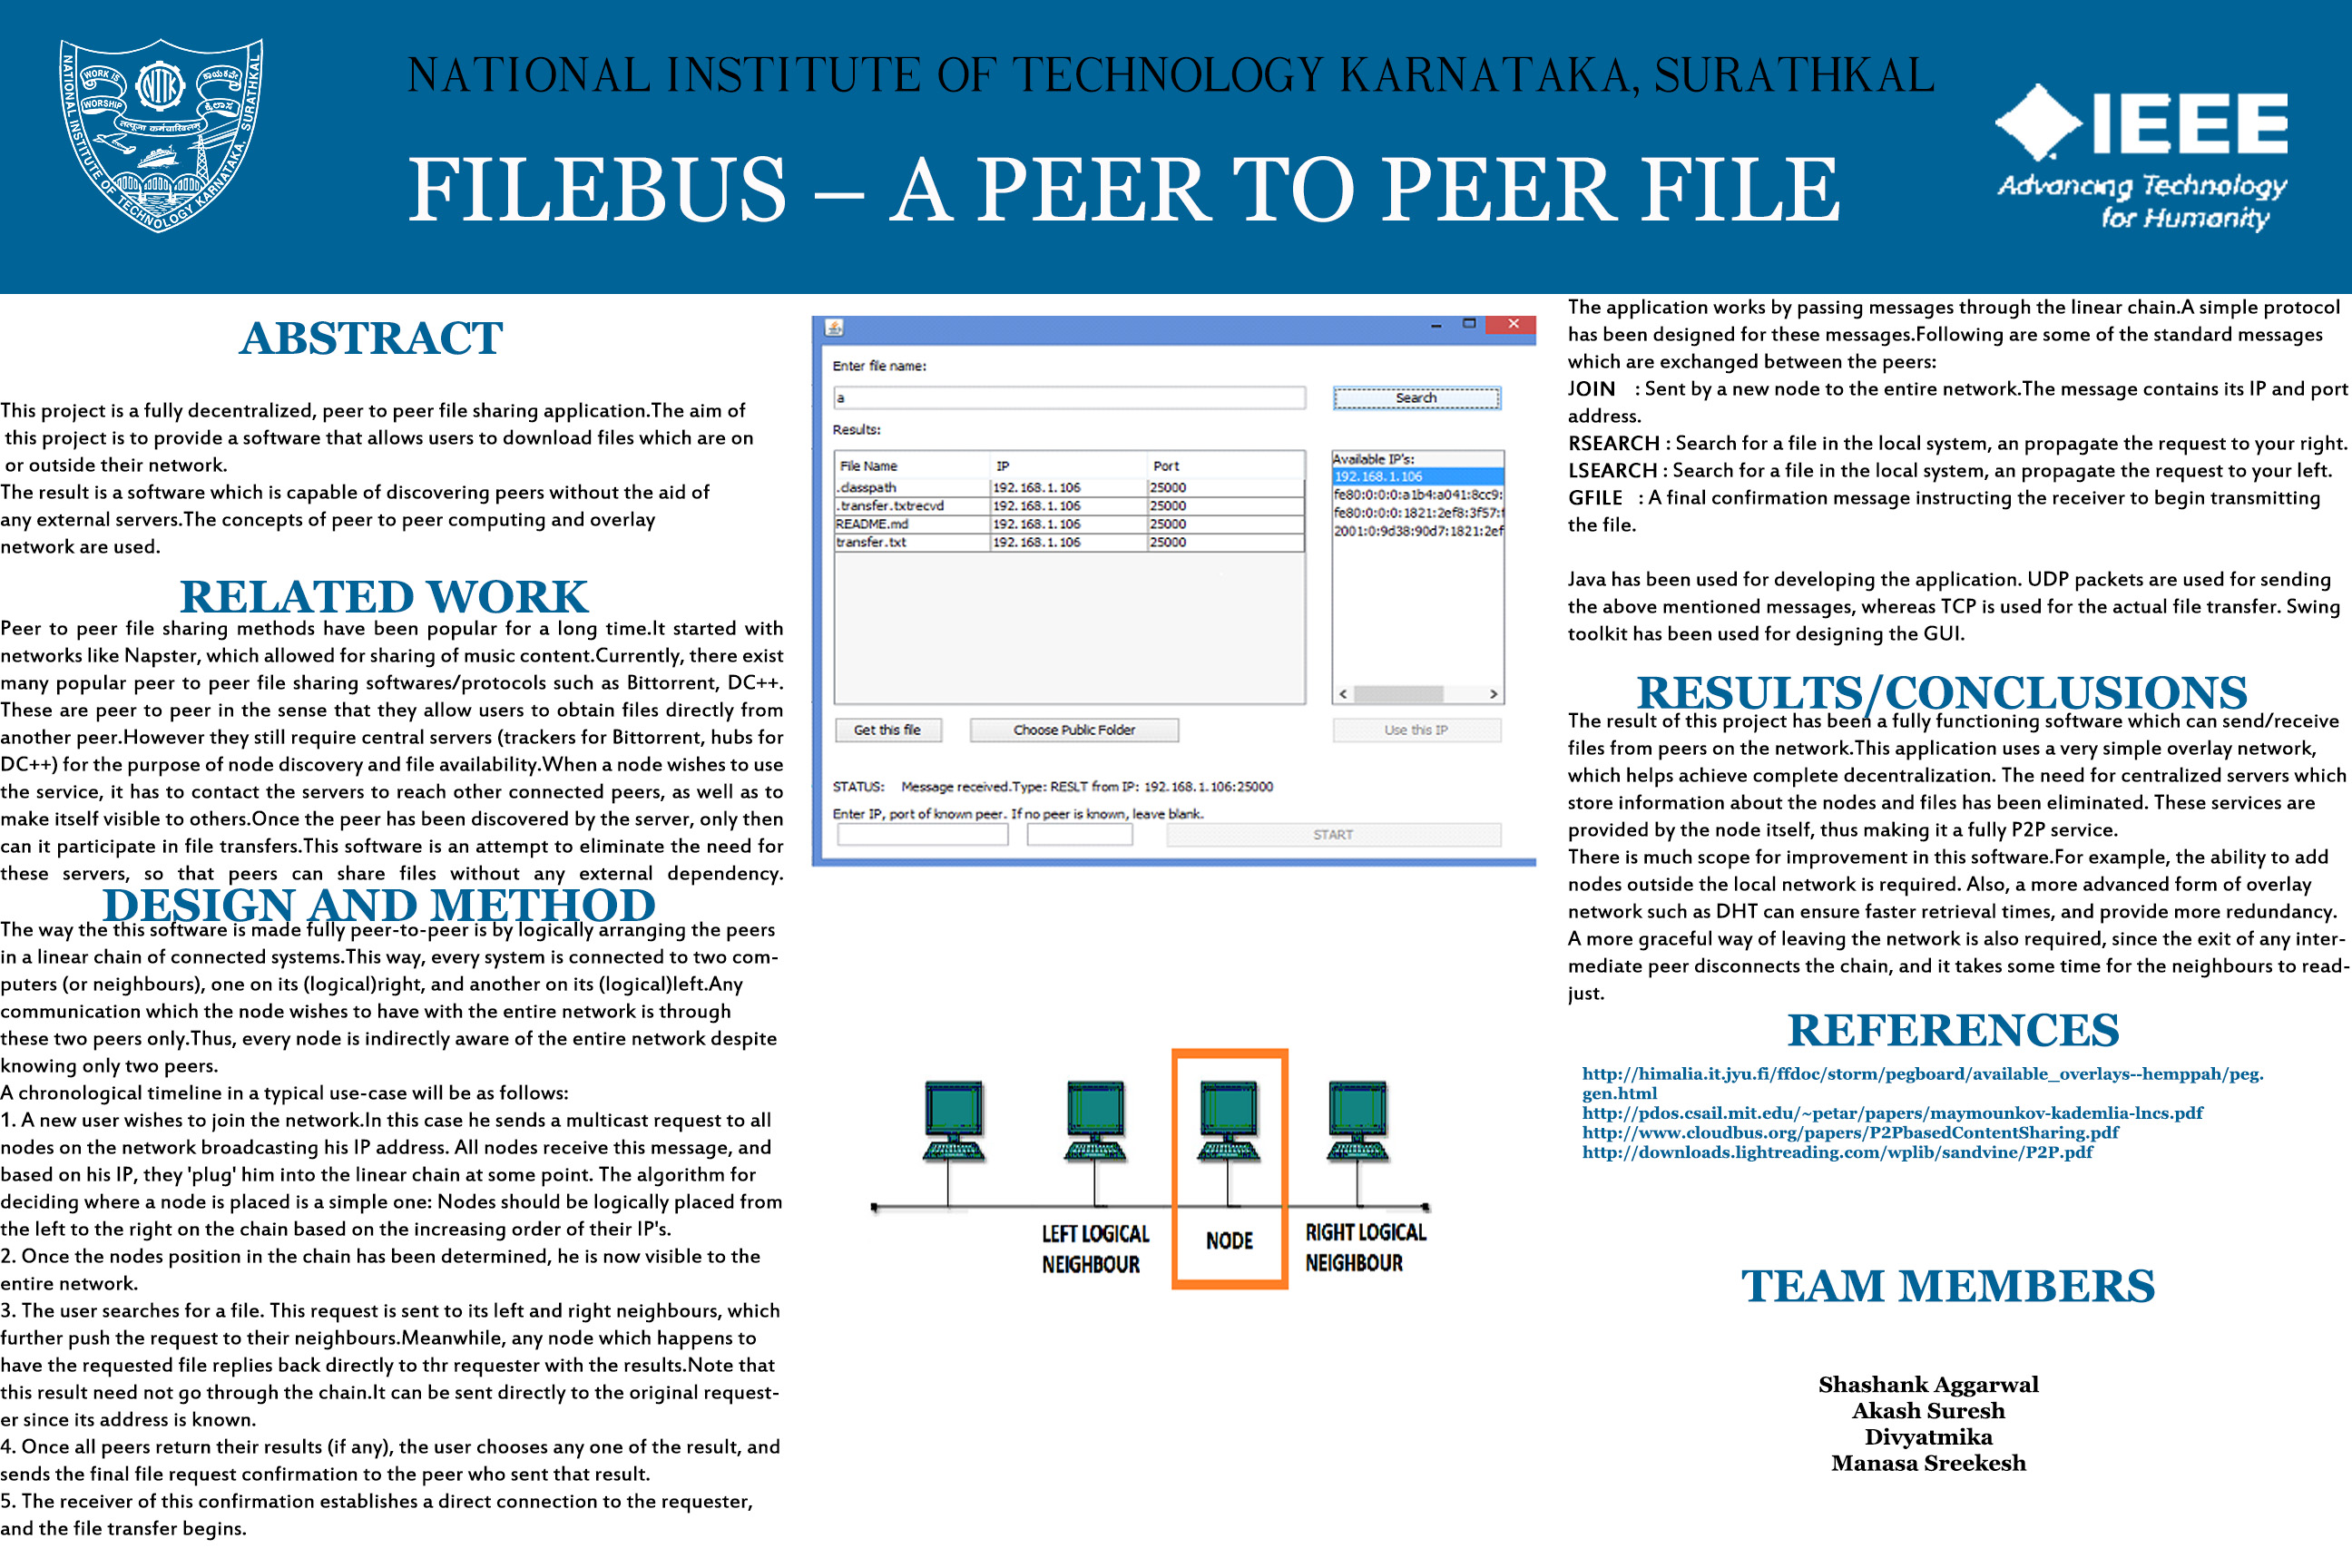 NATIONAL INSTITUTE OF TECHNOLOGY KARNATAKA, SURATHKAL
FILEBUS – A PEER TO PEER FILE
WORK IS
WORSHIP
NITK
NATIONAL INSTITUTE OF TECHNOLOGY KARNATAKA, SURATHKAL
IEEE
Advancing Technology
for Humanity
ABSTRACT
This project is a fully decentralized, peer to peer file sharing application.The aim of
this project is to provide a software that allows users to download files which are on
or outside their network.
The result is a software which is capable of discovering peers without the aid of
any external servers.The concepts of peer to peer computing and overlay
network are used.
RELATED WORK
Peer to peer file sharing methods have been popular for a long time.It started with
networks like Napster, which allowed for sharing of music content.Currently, there exist
many popular peer to peer file sharing softwares/protocols such as Bittorrent, DC++.
These are peer to peer in the sense that they allow users to obtain files directly from
another peer.However they still require central servers (trackers for Bittorrent, hubs for
DC++) for the purpose of node discovery and file availability.When a node wishes to use
the service, it has to contact the servers to reach other connected peers, as well as to
make itself visible to others.Once the peer has been discovered by the server, only then
can it participate in file transfers.This software is an attempt to eliminate the need for
these servers, so that peers can share files without any external dependency.
DESIGN AND METHOD
The way the this software is made fully peer-to-peer is by logically arranging the peers
in a linear chain of connected systems.This way, every system is connected to two com-
puters (or neighbours), one on its (logical)right, and another on its (logical)left.Any
communication which the node wishes to have with the entire network is through
these two peers only.Thus, every node is indirectly aware of the entire network despite
knowing only two peers.
A chronological timeline in a typical use-case will be as follows:
1. A new user wishes to join the network.In this case he sends a multicast request to all
nodes on the network broadcasting his IP address. All nodes receive this message, and
based on his IP, they 'plug' him into the linear chain at some point. The algorithm for
deciding where a node is placed is a simple one: Nodes should be logically placed from
the left to the right on the chain based on the increasing order of their IP's.
2. Once the nodes position in the chain has been determined, he is now visible to the
entire network.
3. The user searches for a file. This request is sent to its left and right neighbours, which
further push the request to their neighbours.Meanwhile, any node which happens to
have the requested file replies back directly to thr requester with the results.Note that
this result need not go through the chain.It can be sent directly to the original request-
er since its address is known.
4. Once all peers return their results (if any), the user chooses any one of the result, and
sends the final file request confirmation to the peer who sent that result.
5. The receiver of this confirmation establishes a direct connection to the requester,
and the file transfer begins.
Enter file name:
a
Search
Results:
File Name IP Port
.classpath 192.168.1.106 25000
.transfer.txtrecvd 192.168.1.106 25000
README.md 192.168.1.106 25000
transfer.txt 192.168.1.106 25000
Available IP's:
192.168.1.106
fe80:0:0:0:a1b4:a041:8cc9:
fe80:0:0:0:1821:2ef8:3f57:f
2001:0:9d38:90d7:1821:2ef
Get this file
Choose Public Folder
Use this IP
STATUS: Message received.Type: RESLT from IP: 192.168.1.106:25000
Enter IP, port of known peer. If no peer is known, leave blank.
START
LEFT LOGICAL
NEIGHBOUR
NODE
RIGHT LOGICAL
NEIGHBOUR
The application works by passing messages through the linear chain.A simple protocol
has been designed for these messages.Following are some of the standard messages
which are exchanged between the peers:
JOIN : Sent by a new node to the entire network.The message contains its IP and port
address.
RSEARCH : Search for a file in the local system, an propagate the request to your right.
LSEARCH : Search for a file in the local system, an propagate the request to your left.
GFILE : A final confirmation message instructing the receiver to begin transmitting
the file.
Java has been used for developing the application. UDP packets are used for sending
the above mentioned messages, whereas TCP is used for the actual file transfer. Swing
toolkit has been used for designing the GUI.
RESULTS/CONCLUSIONS
The result of this project has been a fully functioning software which can send/receive
files from peers on the network.This application uses a very simple overlay network,
which helps achieve complete decentralization. The need for centralized servers which
store information about the nodes and files has been eliminated. These services are
provided by the node itself, thus making it a fully P2P service.
There is much scope for improvement in this software.For example, the ability to add
nodes outside the local network is required. Also, a more advanced form of overlay
network such as DHT can ensure faster retrieval times, and provide more redundancy.
A more graceful way of leaving the network is also required, since the exit of any inter-
mediate peer disconnects the chain, and it takes some time for the neighbours to read-
just.
REFERENCES
http://himalia.it.jyu.fi/ffdoc/storm/pegboard/available_overlays--hemppah/peg.
gen.html
http://pdos.csail.mit.edu/~petar/papers/maymounkov-kademlia-lncs.pdf
http://www.cloudbus.org/papers/P2PbasedContentSharing.pdf
http://downloads.lightreading.com/wplib/sandvine/P2P.pdf
TEAM MEMBERS
Shashank Aggarwal
Akash Suresh
Divyatmika
Manasa Sreekesh